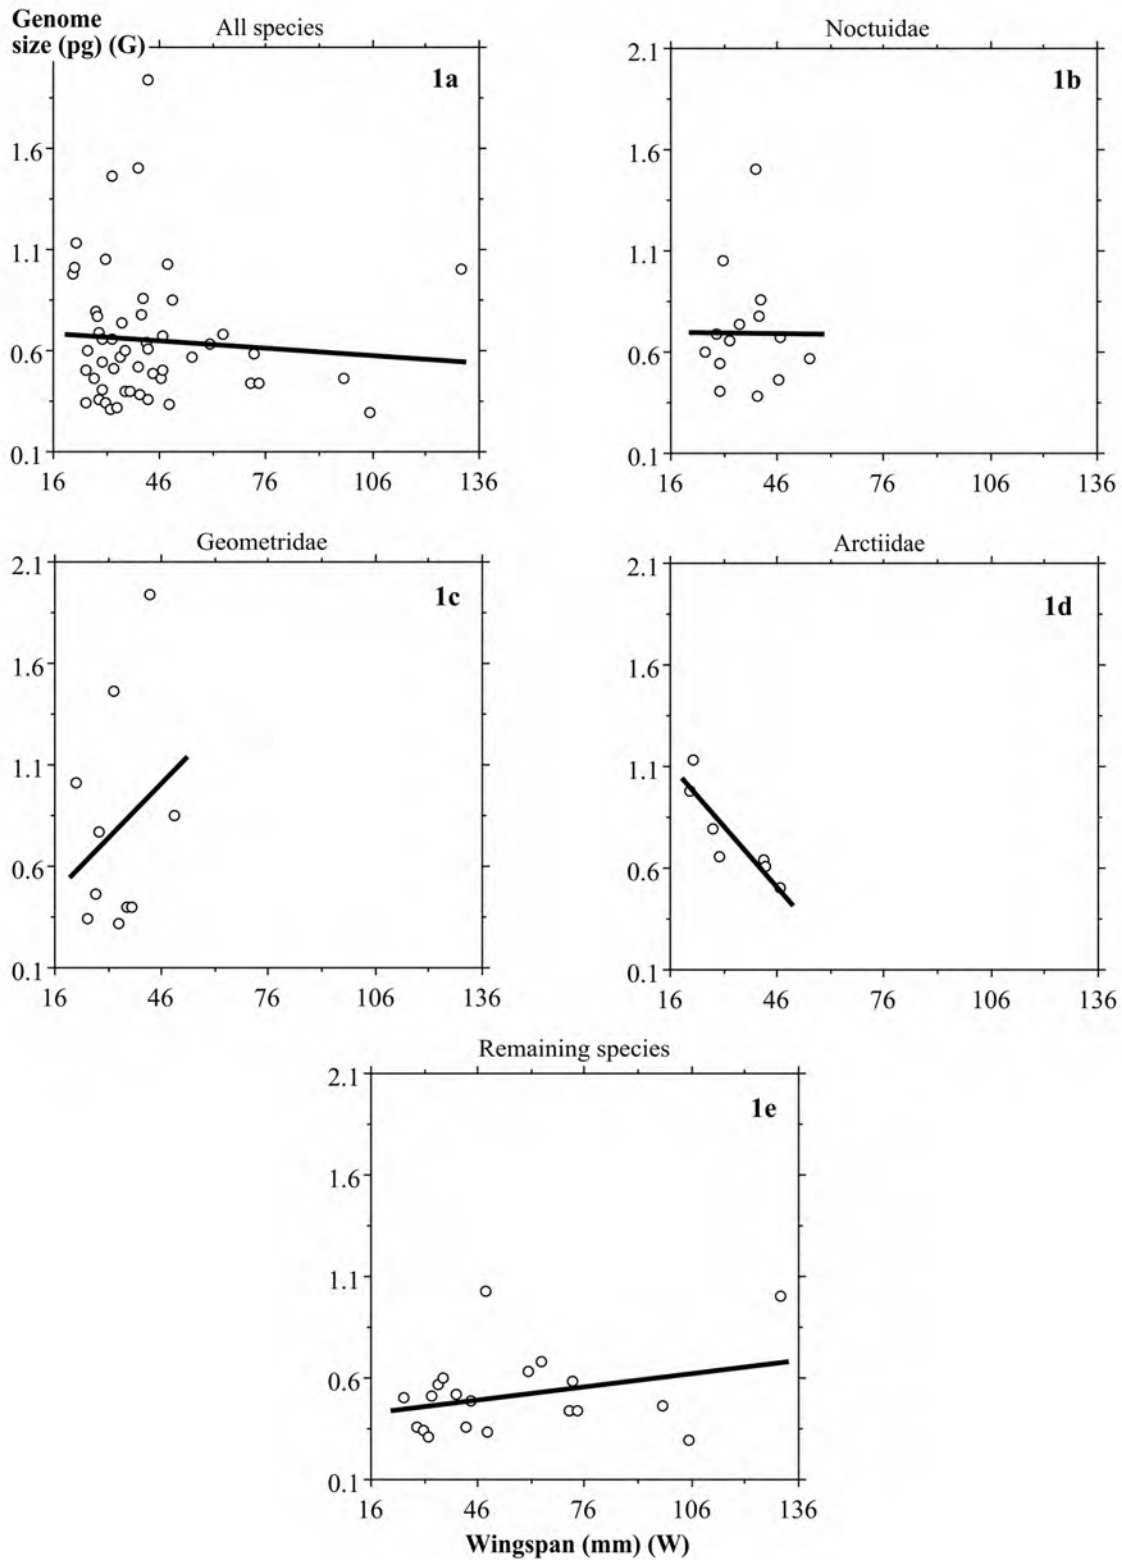 Genome
size (pg) (G)
All species
1a
1.6
1.1
0.6
0.1
16 46 76 106 136
Noctuidae
2.1
1b
1.6
1.1
0.6
0.1
16 46 76 106 136
Geometridae
2.1
1c
1.6
1.1
0.6
0.1
16 46 76 106 136
Arctiidae
2.1
1d
1.6
1.1
0.6
0.1
16 46 76 106 136
Remaining species
2.1
1e
1.6
1.1
0.6
0.1
16 46 76 106 136
Wingspan (mm) (W)